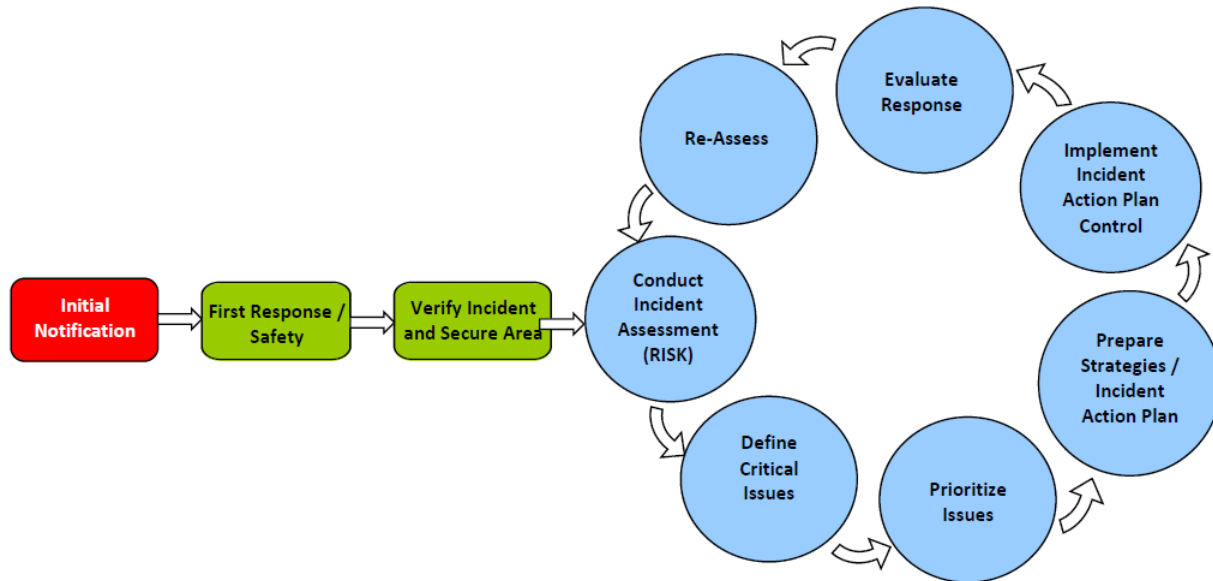 Initial
Notification
First Response /
Safety
Verify Incident
and Secure Area
Conduct
Incident
Assessment
(RISK)
Define
Critical
Issues
Prioritize
Issues
Prepare
Strategies /
Incident
Action Plan
Implement
Incident
Action Plan
Control
Evaluate
Response
Re-Assess